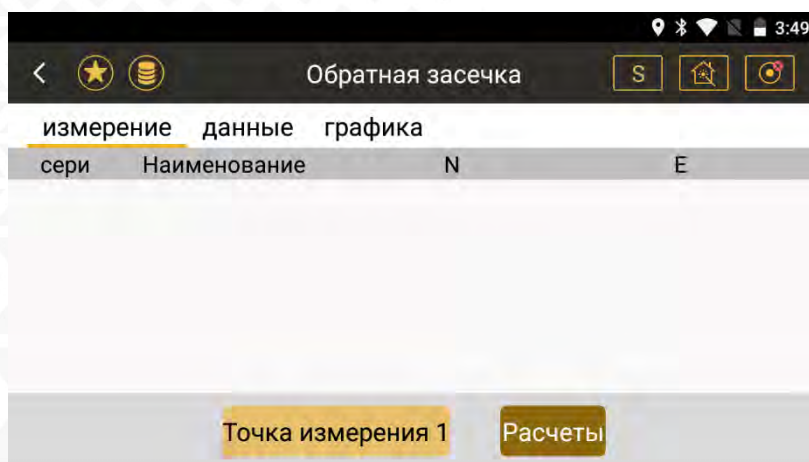 3:49
Обратная засечка S
измерение данные графика
сери Наименование N E
Точка измерения 1 Расчеты